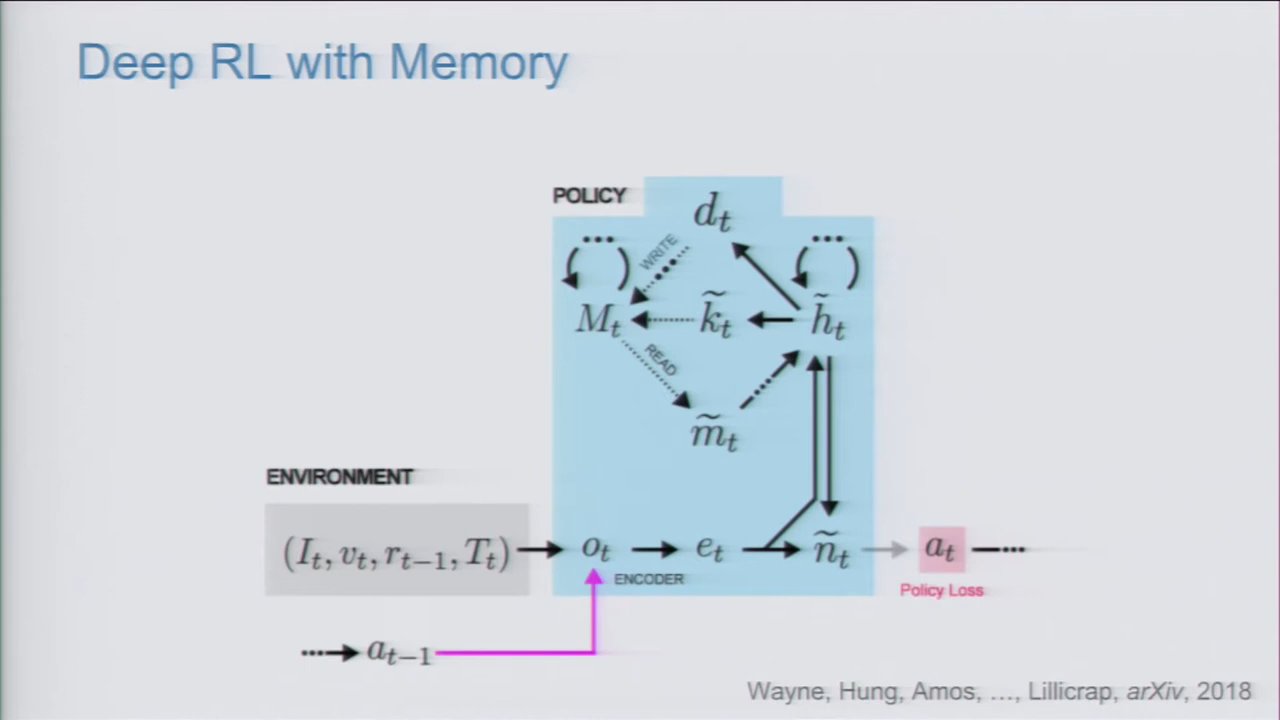 Deep RL with Memory
POLICY
d_t
WRITE
M_t
k̃_t
h̃_t
READ
m̃_t
ENVIRONMENT
(I_t, v_t, r_{t−1}, T_t)
o_t
e_t
ñ_t
a_t
ENCODER
Policy Loss
a_{t−1}
Wayne, Hung, Amos, …, Lillicrap, arXiv, 2018